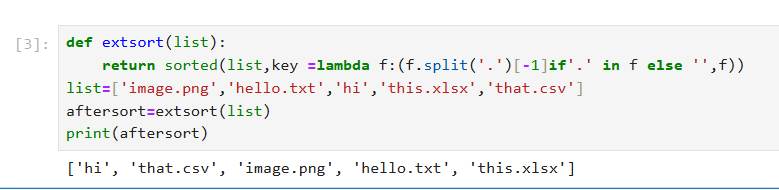 [3]: def extsort(list):
return sorted(list,key =lambda f:(f.split('.')[-1]if'.' in f else '',f))
list=['image.png','hello.txt','hi','this.xlsx','that.csv']
aftersort=extsort(list)
print(aftersort)
['hi', 'that.csv', 'image.png', 'hello.txt', 'this.xlsx']